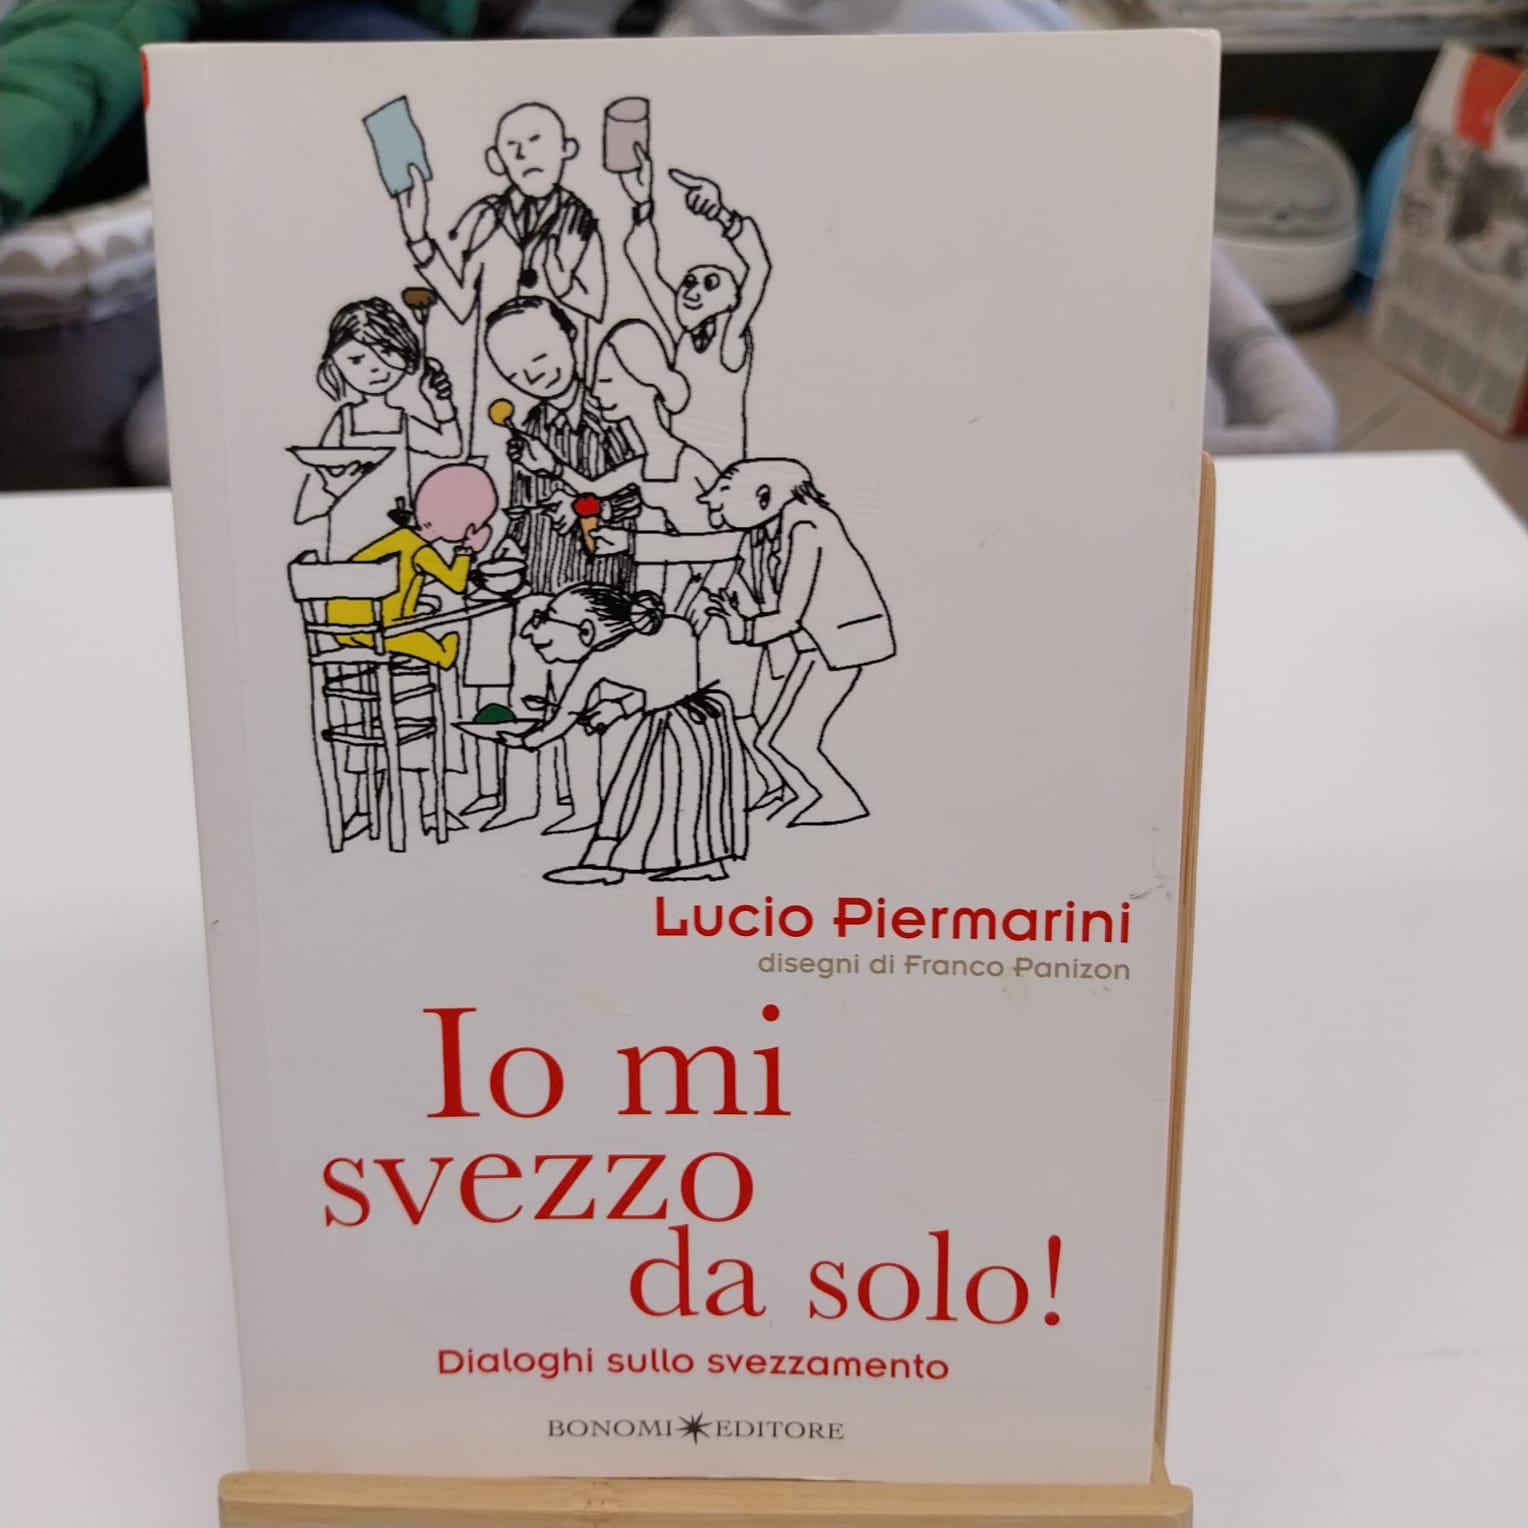 Lucio Piermarini
disegni di Franco Panizon
Io mi
svezzo
da solo!
Dialoghi sullo svezzamento
BONOMI EDITORE